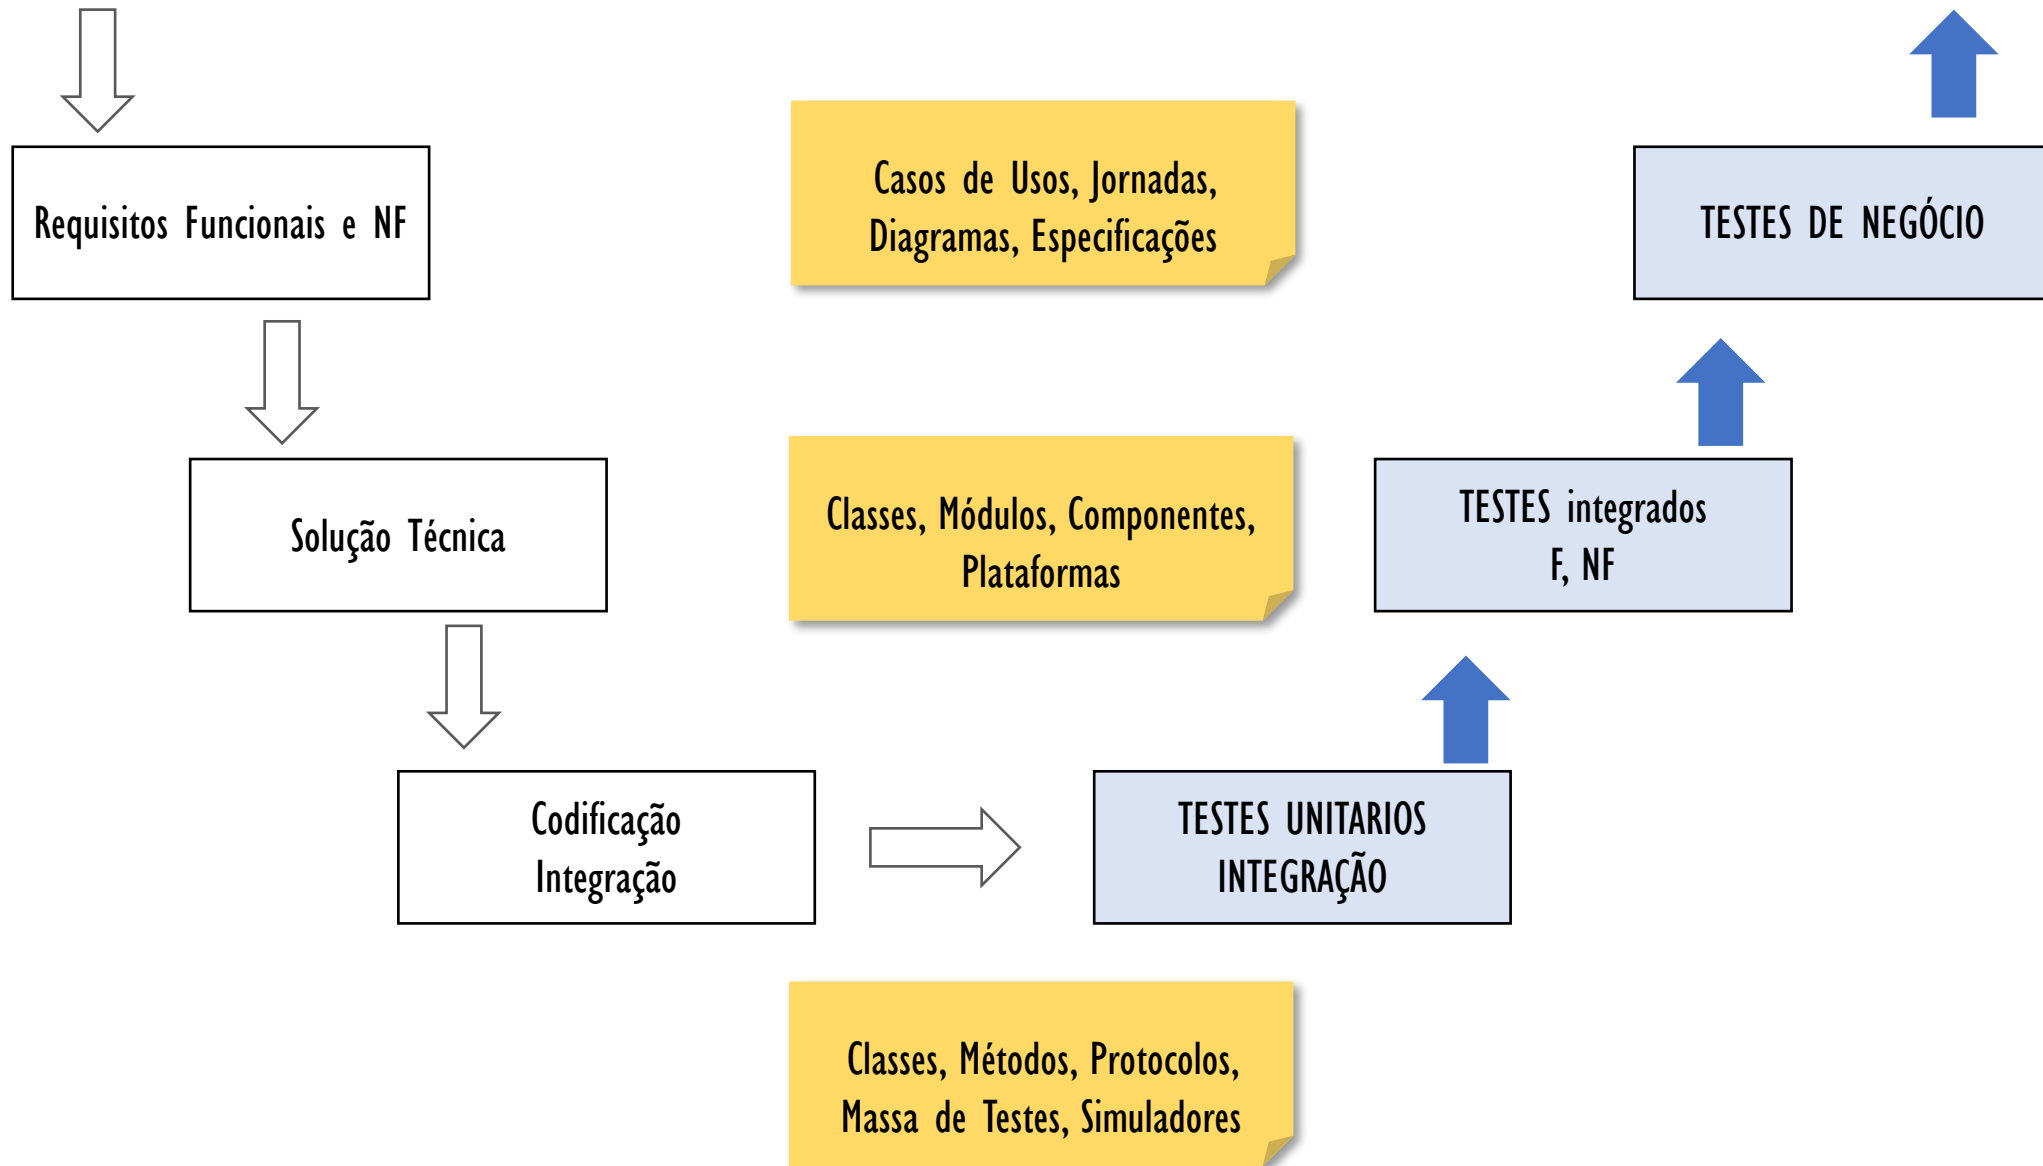 Requisitos Funcionais e NF
Casos de Usos, Jornadas,
Diagramas, Especificações
TESTES DE NEGÓCIO
Solução Técnica
Classes, Módulos, Componentes,
Plataformas
TESTES integrados
F, NF
Codificação
Integração
TESTES UNITARIOS
INTEGRAÇÃO
Classes, Métodos, Protocolos,
Massa de Testes, Simuladores